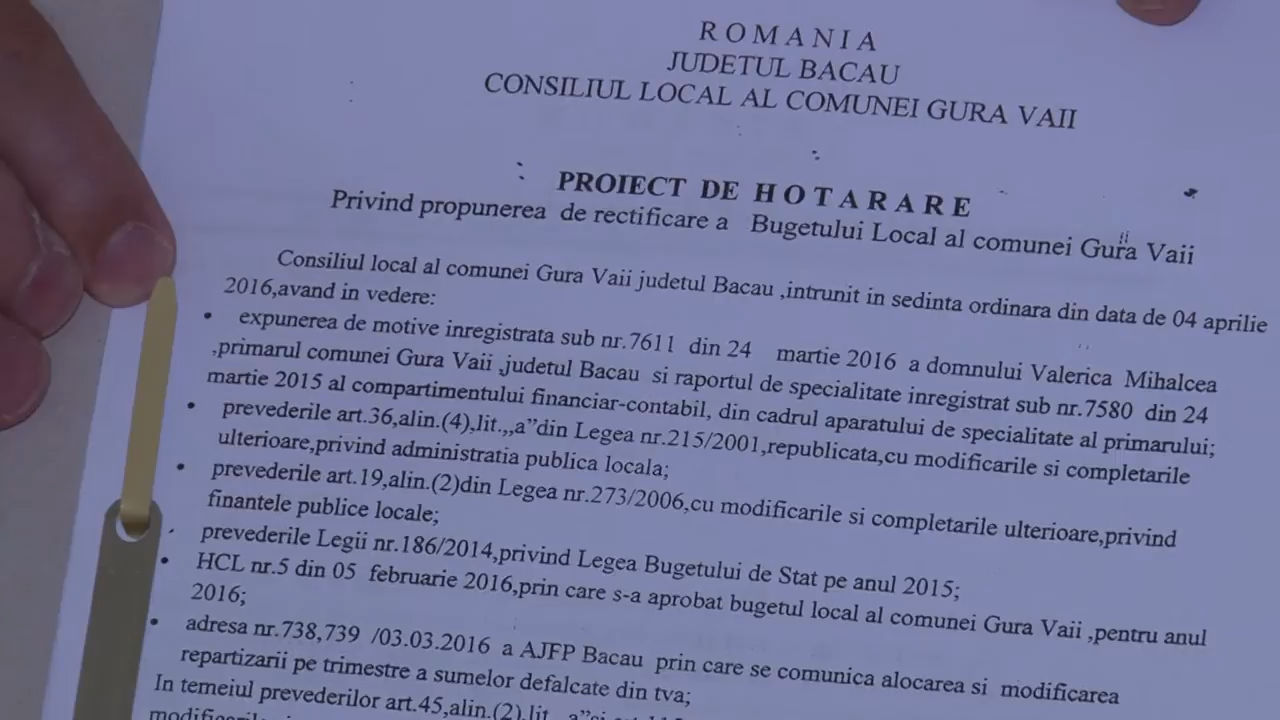 R O M A N I A
JUDETUL BACAU
CONSILIUL LOCAL AL COMUNEI GURA VAII
PROIECT DE H O T A R A R E
Privind propunerea de rectificare a Bugetului Local al comunei Gura Vaii
Consiliul local al comunei Gura Vaii judetul Bacau ,intrunit in sedinta ordinara din data de 04 aprilie
2016,avand in vedere:
• expunerea de motive inregistrata sub nr.7611 din 24 martie 2016 a domnului Valerica Mihalcea
,primarul comunei Gura Vaii ,judetul Bacau si raportul de specialitate inregistrat sub nr.7580 din 24
martie 2015 al compartimentului financiar-contabil, din cadrul aparatului de specialitate al primarului;
• prevederile art.36,alin.(4),lit.,,a”din Legea nr.215/2001,republicata,cu modificarile si completarile
ulterioare,privind administratia publica locala;
• prevederile art.19,alin.(2)din Legea nr.273/2006,cu modificarile si completarile ulterioare,privind
finantele publice locale;
prevederile Legii nr.186/2014,privind Legea Bugetului de Stat pe anul 2015;
• HCL nr.5 din 05 februarie 2016,prin care s-a aprobat bugetul local al comunei Gura Vaii ,pentru anul
2016;
• adresa nr.738,739 /03.03.2016 a AJFP Bacau prin care se comunica alocarea si modificarea
repartizarii pe trimestre a sumelor defalcate din tva;
In temeiul prevederilor art.45,alin.(2),lit